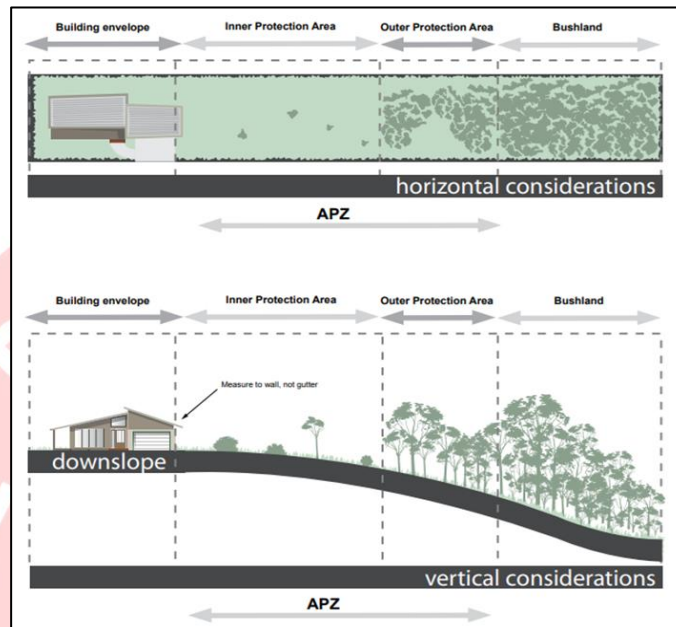 Building envelope Inner Protection Area Outer Protection Area Bushland
horizontal considerations
APZ
Building envelope Inner Protection Area Outer Protection Area Bushland
Measure to wall, not gutter
downslope
vertical considerations
APZ